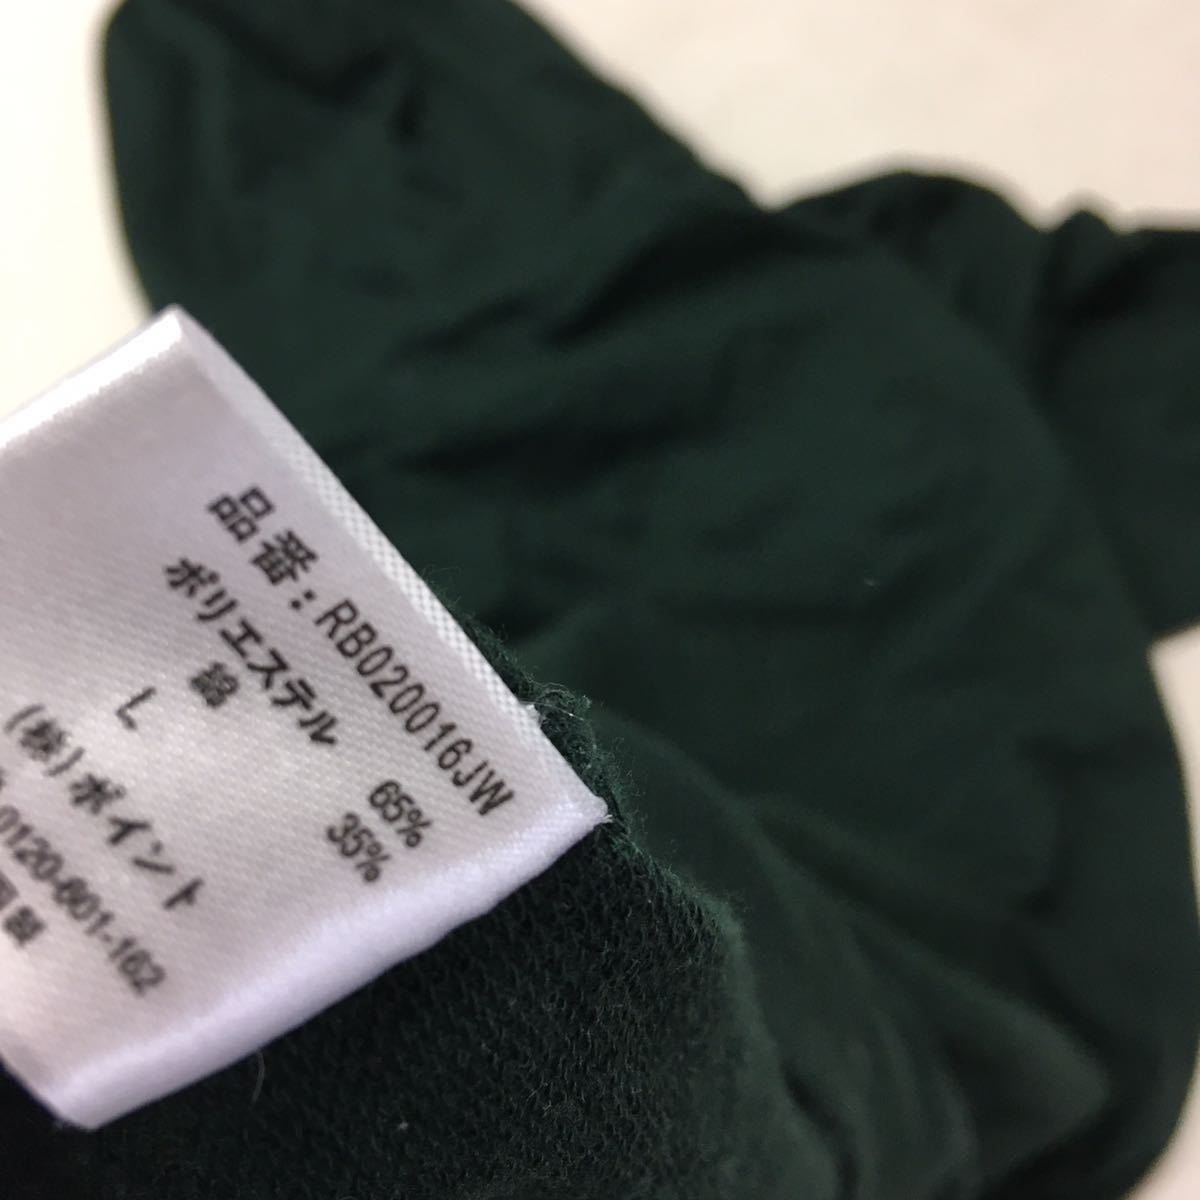 品番:RB020016JW
ポリエステル 65%
綿 35%
L
(株)ポイント
0120-601-162
製